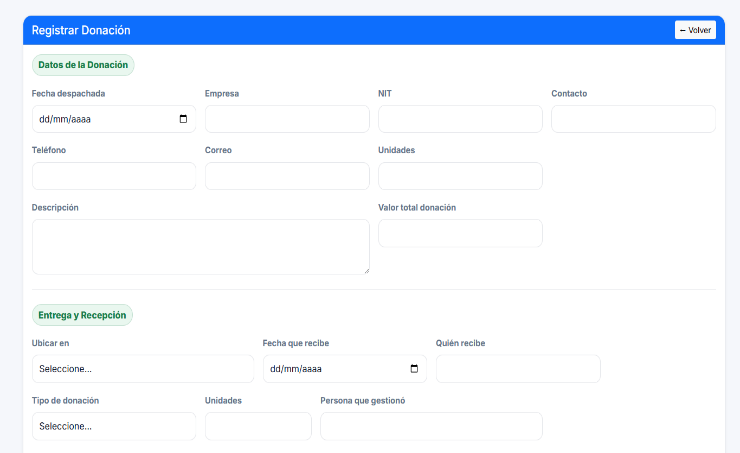 Registrar Donación
← Volver
Datos de la Donación
Fecha despachada
Empresa
NIT
Contacto
dd/mm/aaaa
Teléfono
Correo
Unidades
Descripción
Valor total donación
Entrega y Recepción
Ubicar en
Fecha que recibe
Quién recibe
Seleccione...
dd/mm/aaaa
Tipo de donación
Unidades
Persona que gestionó
Seleccione...